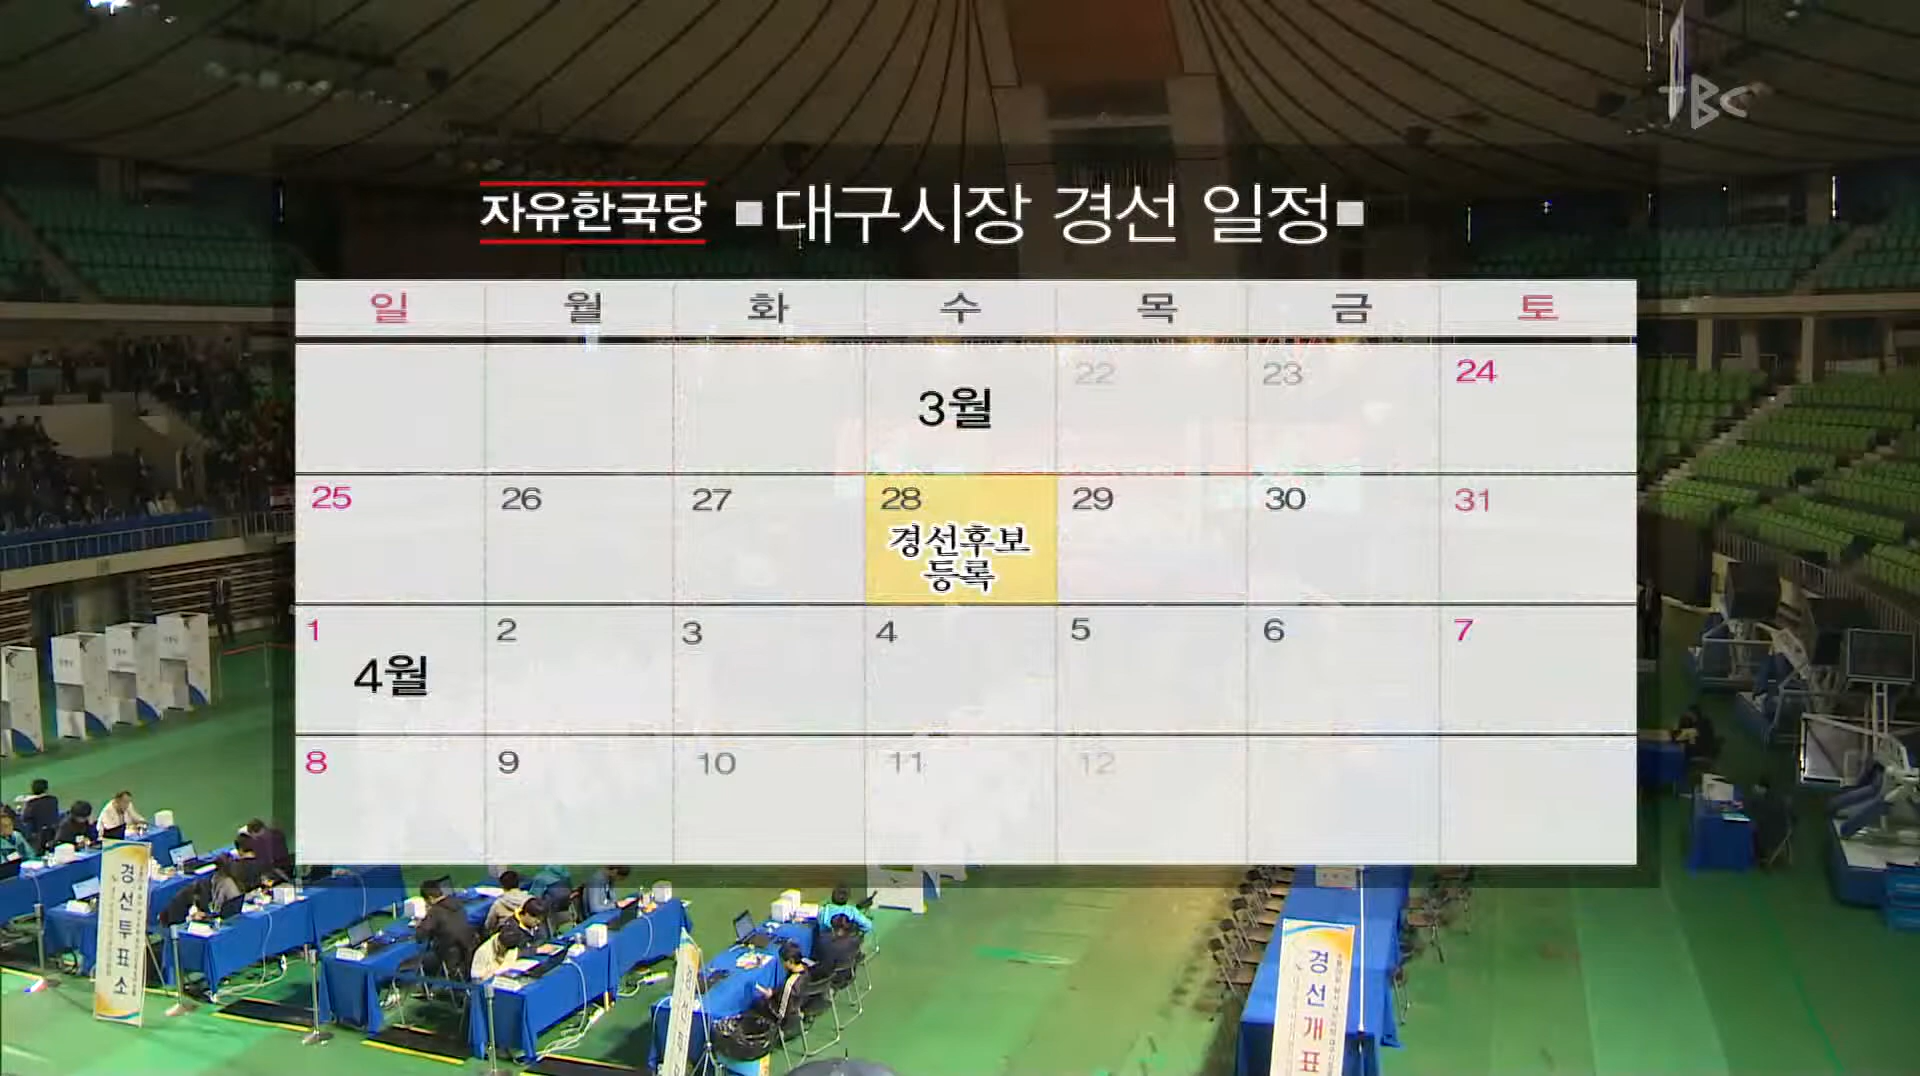 TBC
자유한국당 ▪대구시장 경선 일정▪
일 월 화 수 목 금 토
3월 22 23 24
25 26 27 28 29 30 31
경선후보
등록
1 2 3 4 5 6 7
4월
8 9 10 11 12
경선투표소
경선개표